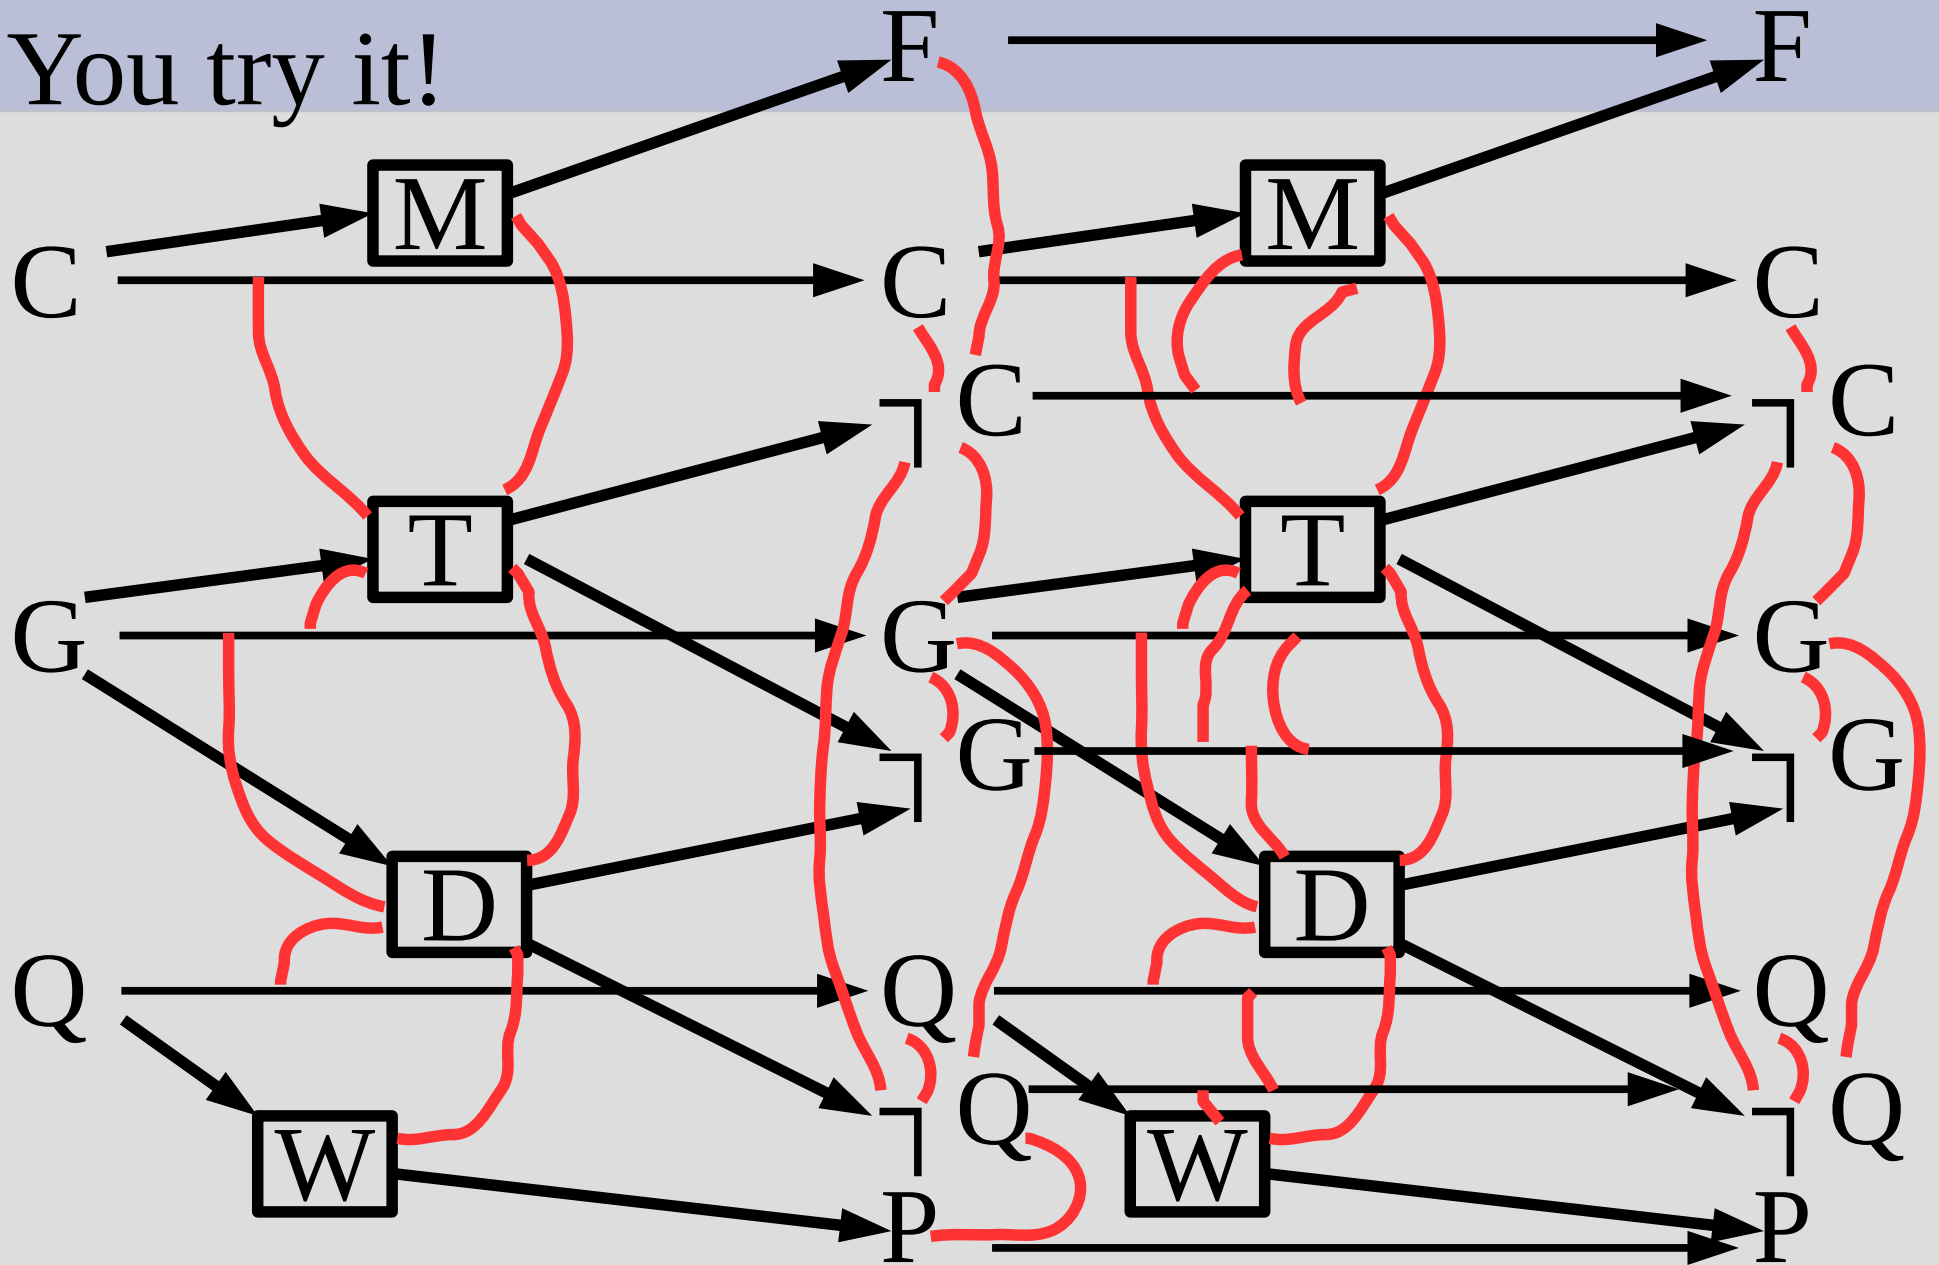 You try it!
F F
M M
C C C
¬ C ¬ C
T T
G G G
¬ G ¬ G
D D
Q Q Q
¬ Q ¬ Q
W W
P P